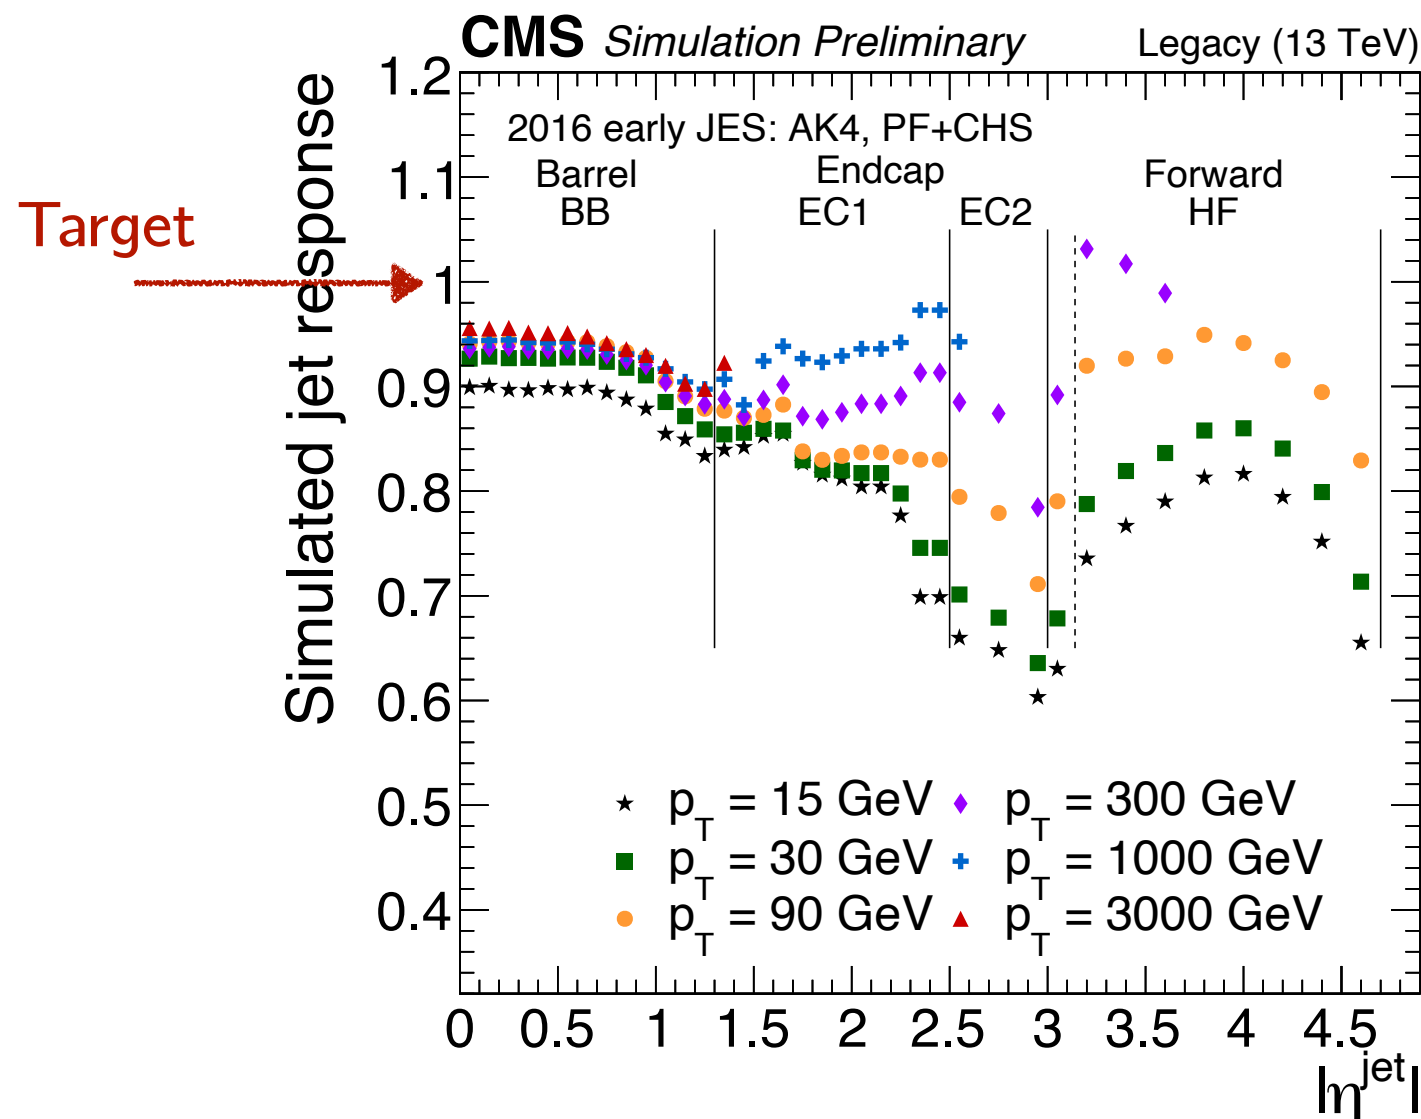 CMS Simulation Preliminary Legacy (13 TeV)
2016 early JES: AK4, PF+CHS
Barrel Endcap Forward
BB EC1 EC2 HF
Target
Simulated jet response
1.2
1.1
1
0.9
0.8
0.7
0.6
0.5
0.4
p_T = 15 GeV p_T = 300 GeV
p_T = 30 GeV p_T = 1000 GeV
p_T = 90 GeV p_T = 3000 GeV
0 0.5 1 1.5 2 2.5 3 3.5 4 4.5
|η^jet|